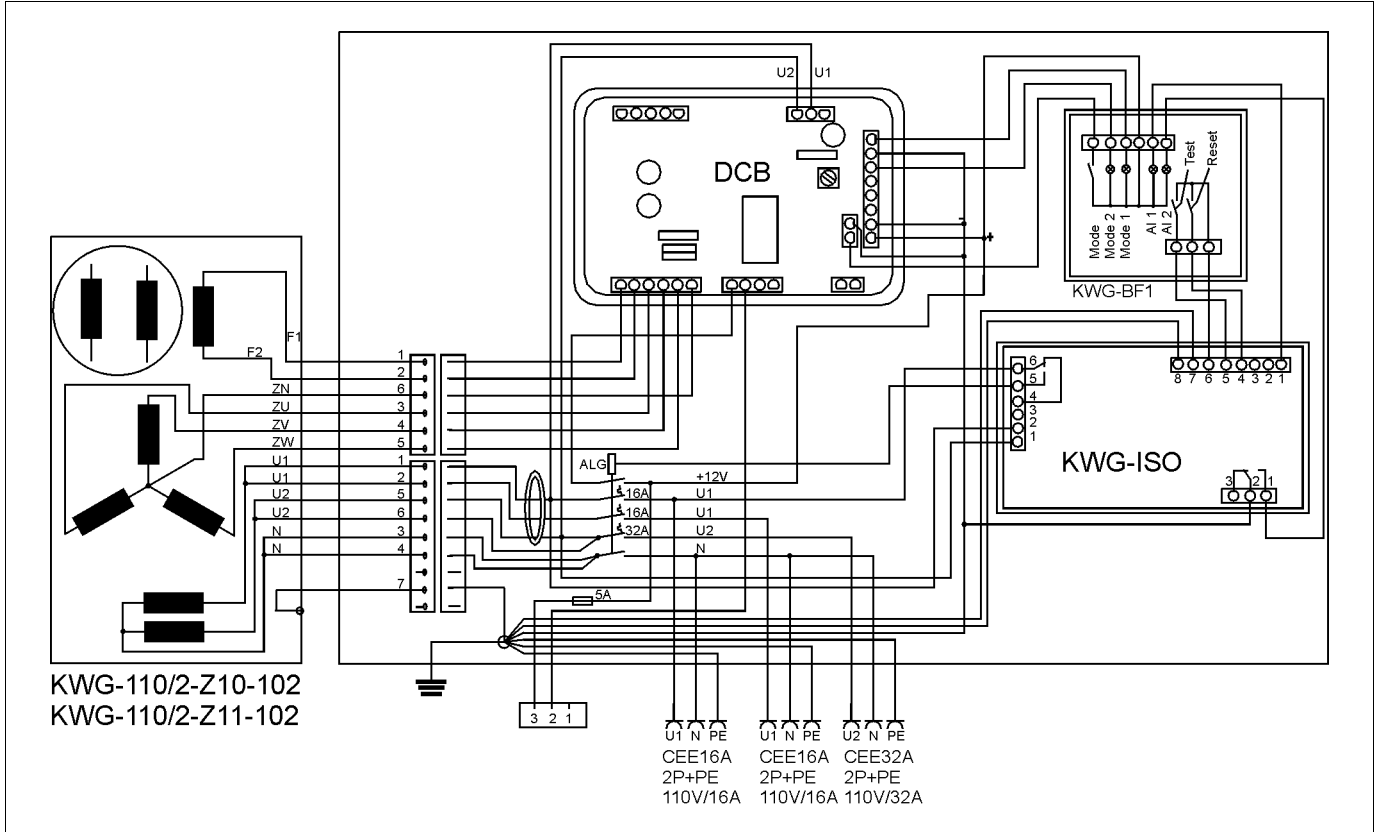 U2 U1
DCB
-
+
Mode
Mode 2
Mode 1
AI 1
AI 2
Test
Reset
KWG-BF1
F1
F2
ZN
ZU
ZV
ZW
U1
U1
U2
U2
N
N
1
2
6
3
4
5
1
2
5
6
3
4
7
ALG
+12V
16A U1
16A U1
32A U2
N
5A
6
5
4
3
2
1
8 7 6 5 4 3 2 1
KWG-ISO
3 2 1
KWG-110/2-Z10-102
KWG-110/2-Z11-102
3 2 1
U1 N PE
CEE16A
2P+PE
110V/16A
U1 N PE
CEE16A
2P+PE
110V/16A
U2 N PE
CEE32A
2P+PE
110V/32A